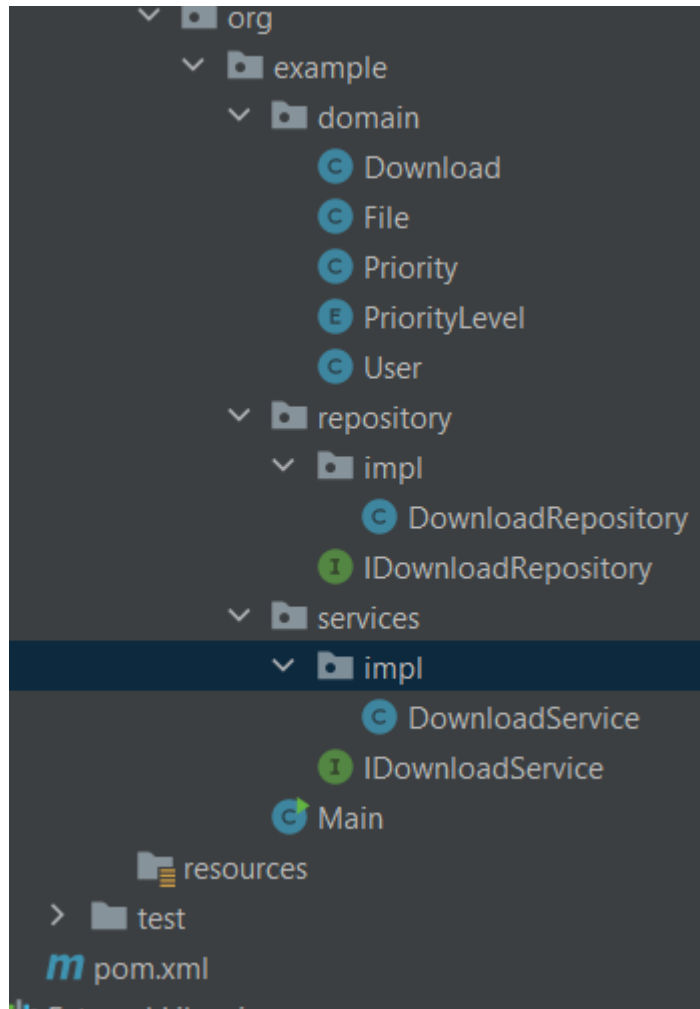 org
example
domain
C Download
C File
C Priority
E PriorityLevel
C User
repository
impl
C DownloadRepository
I IDownloadRepository
services
impl
C DownloadService
I IDownloadService
C Main
resources
test
m pom.xml